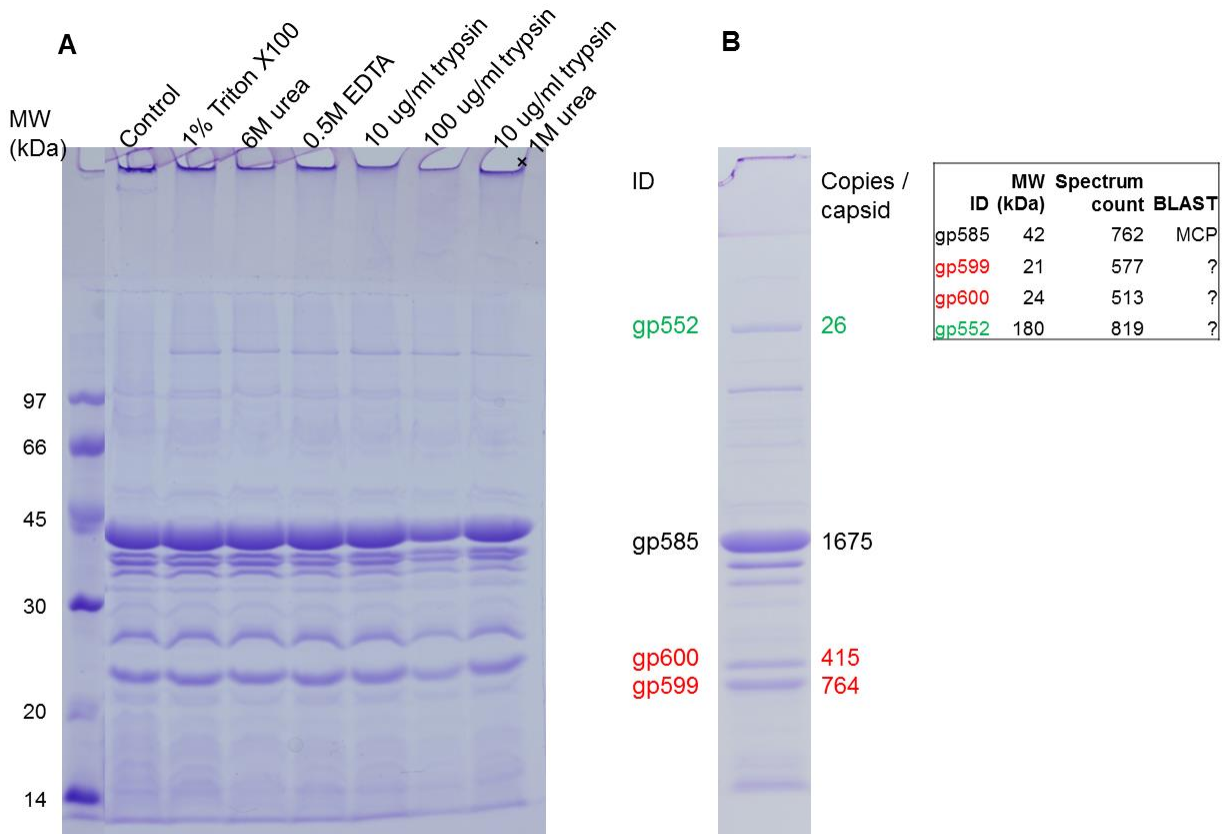 A
Control
1% Triton X100
6M urea
0.5M EDTA
10 ug/ml trypsin
100 ug/ml trypsin
10 ug/ml trypsin
+ 1M urea
MW
(kDa)
97
66
45
30
20
14
B
ID
Copies /
capsid
gp552 26
gp585 1675
gp600 415
gp599 764
ID MW (kDa) Spectrum count BLAST
gp585 42 762 MCP
gp599 21 577 ?
gp600 24 513 ?
gp552 180 819 ?